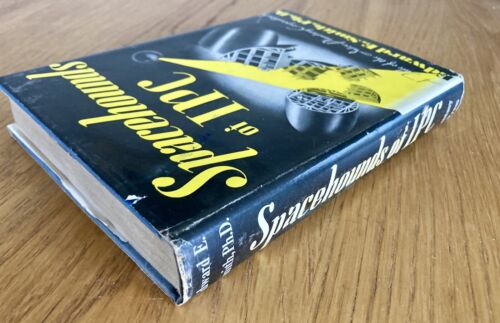 Spacehounds
of IPC
Edward E. Smith, Ph.D.
Spacehounds of IPC
Edward E.
Smith, Ph.D.